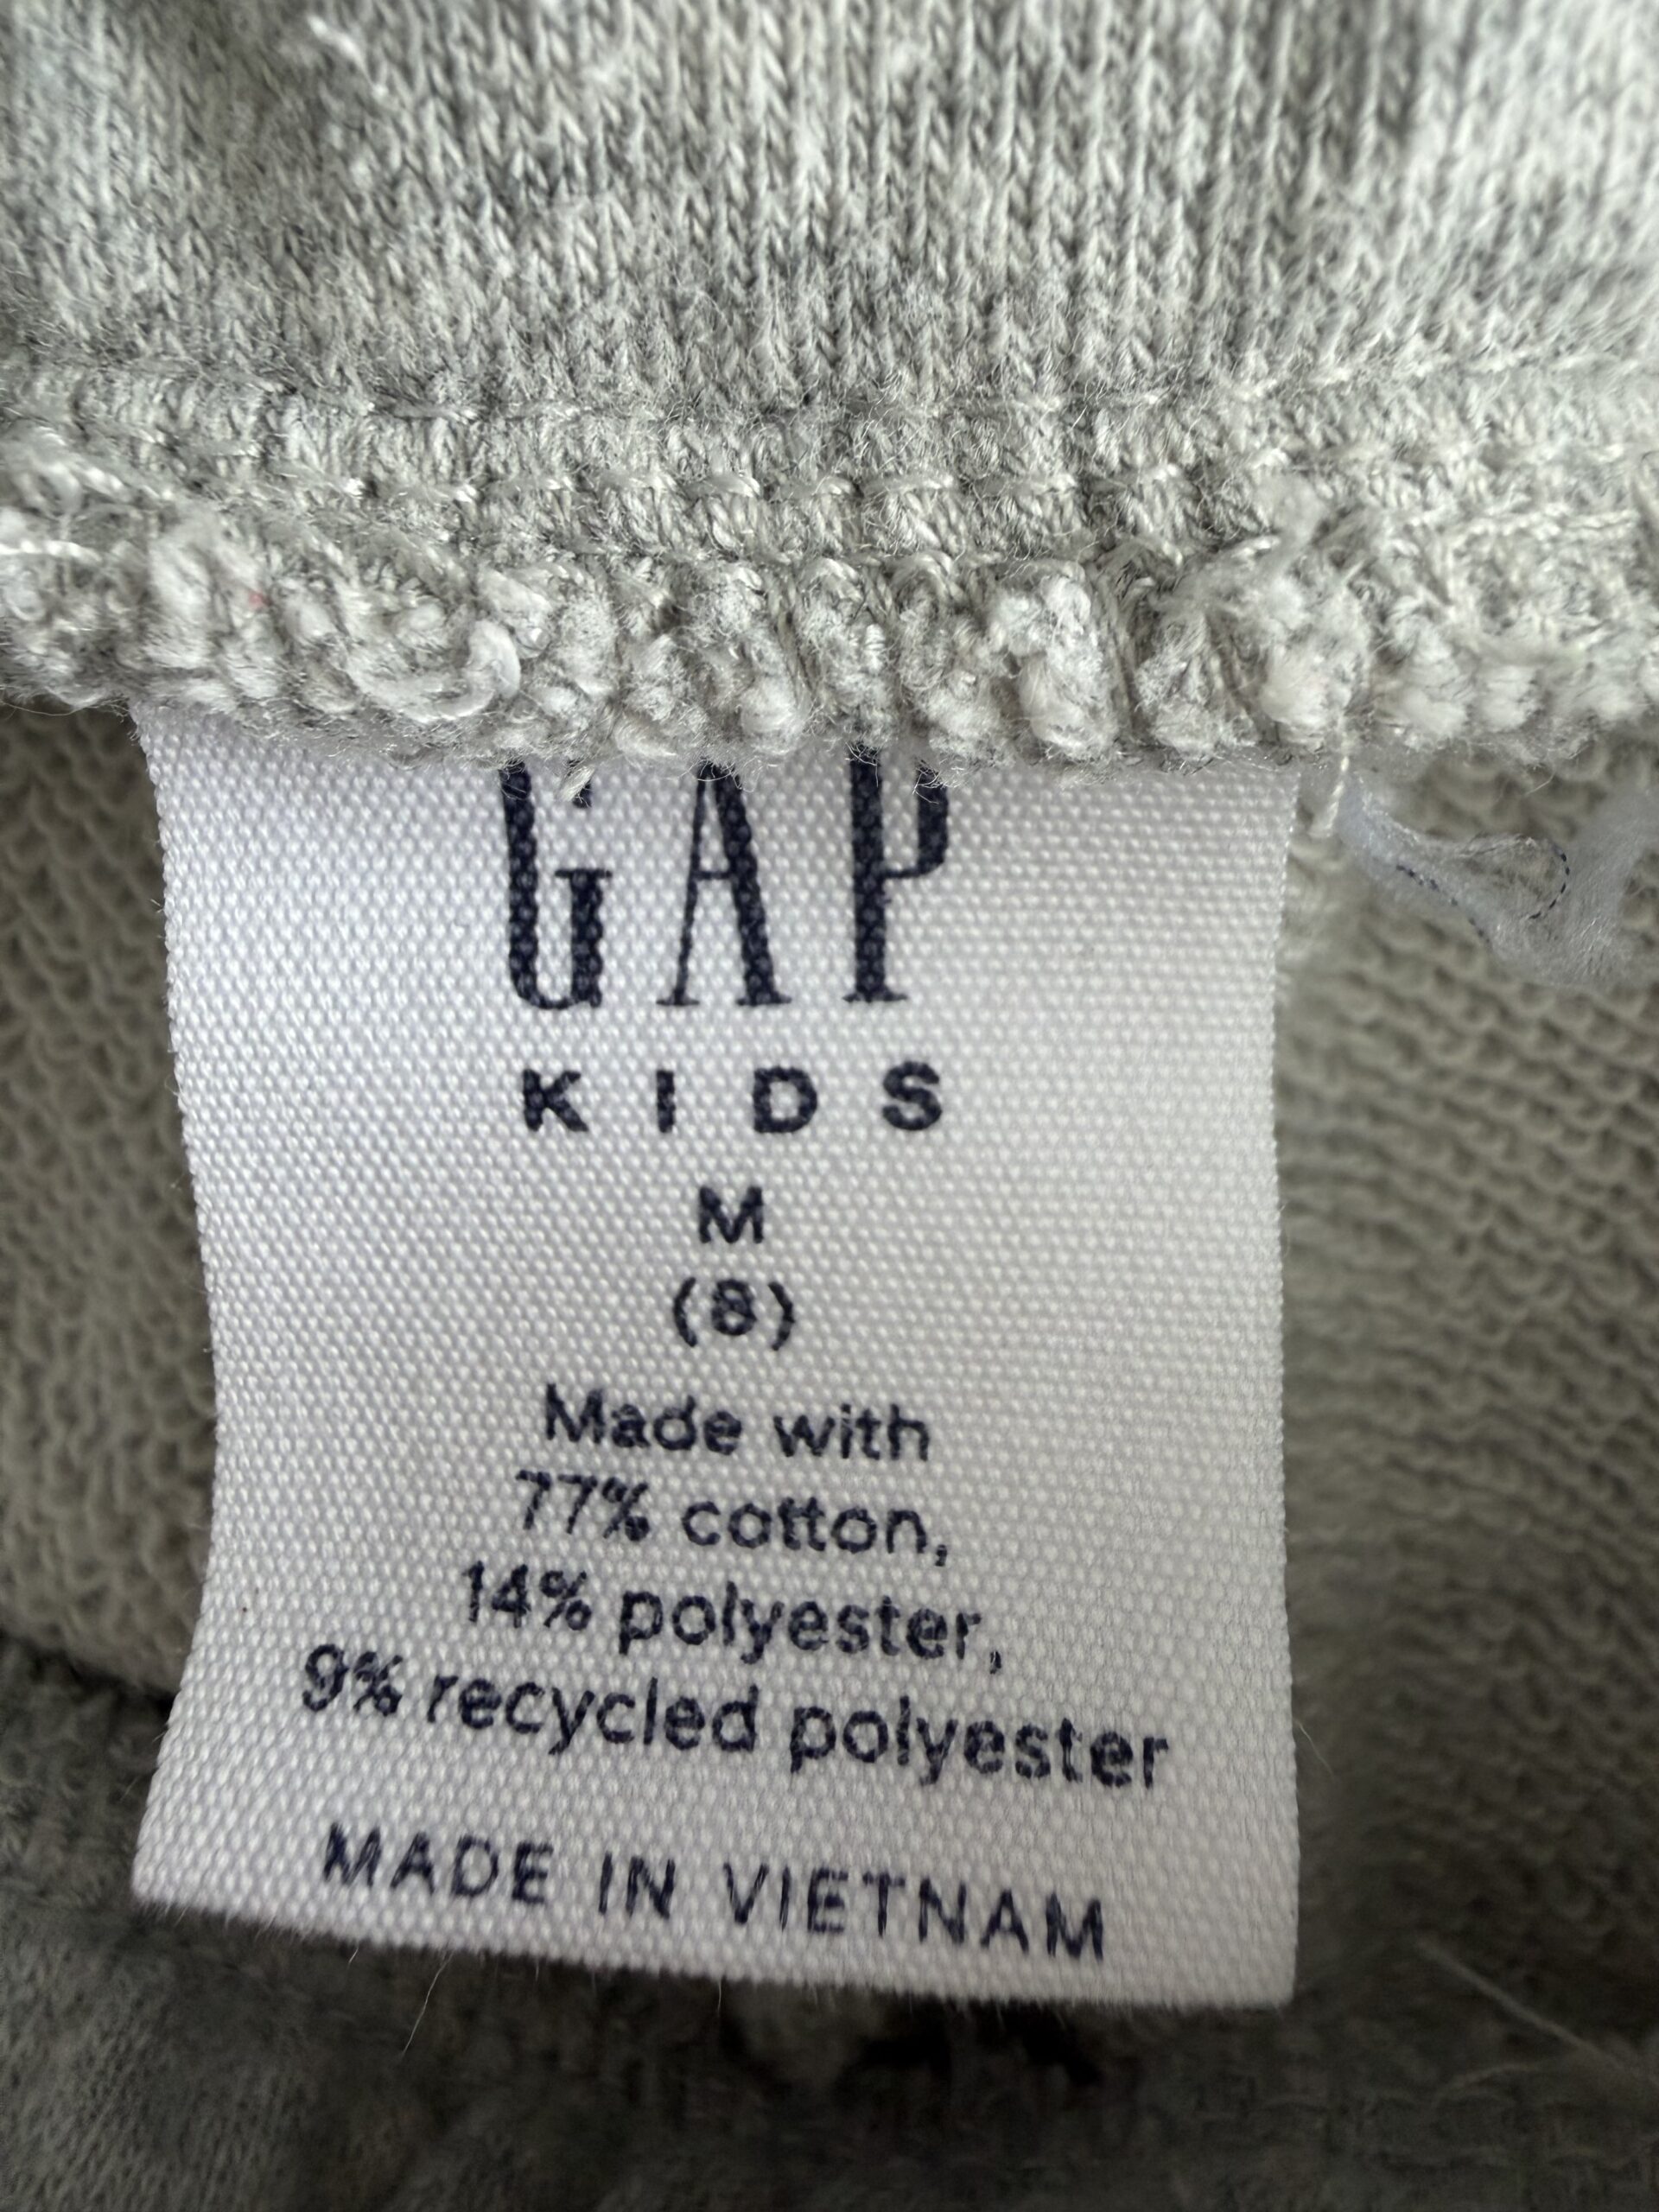 GAP
KIDS
M
(8)
Made with
77% cotton,
14% polyester,
9% recycled polyester
MADE IN VIETNAM